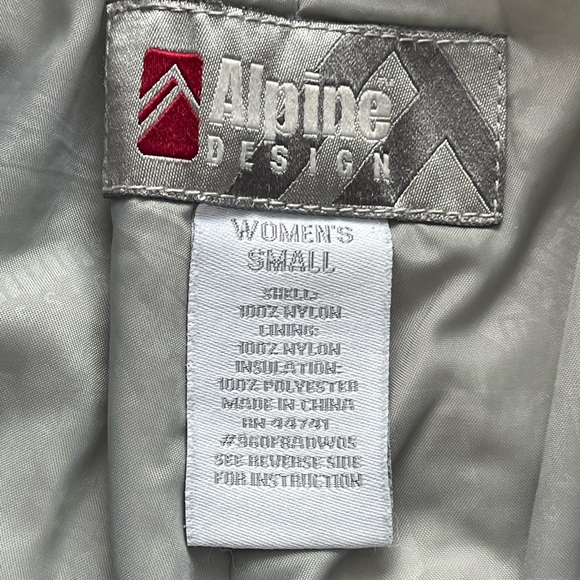 Alpine™
DESIGN
WOMEN'S
SMALL
SHELL:
100% NYLON
LINING:
100% NYLON
INSULATION:
100% POLYESTER
MADE IN CHINA
RN 44741
#960F8ADW05
SEE REVERSE SIDE
FOR INSTRUCTION